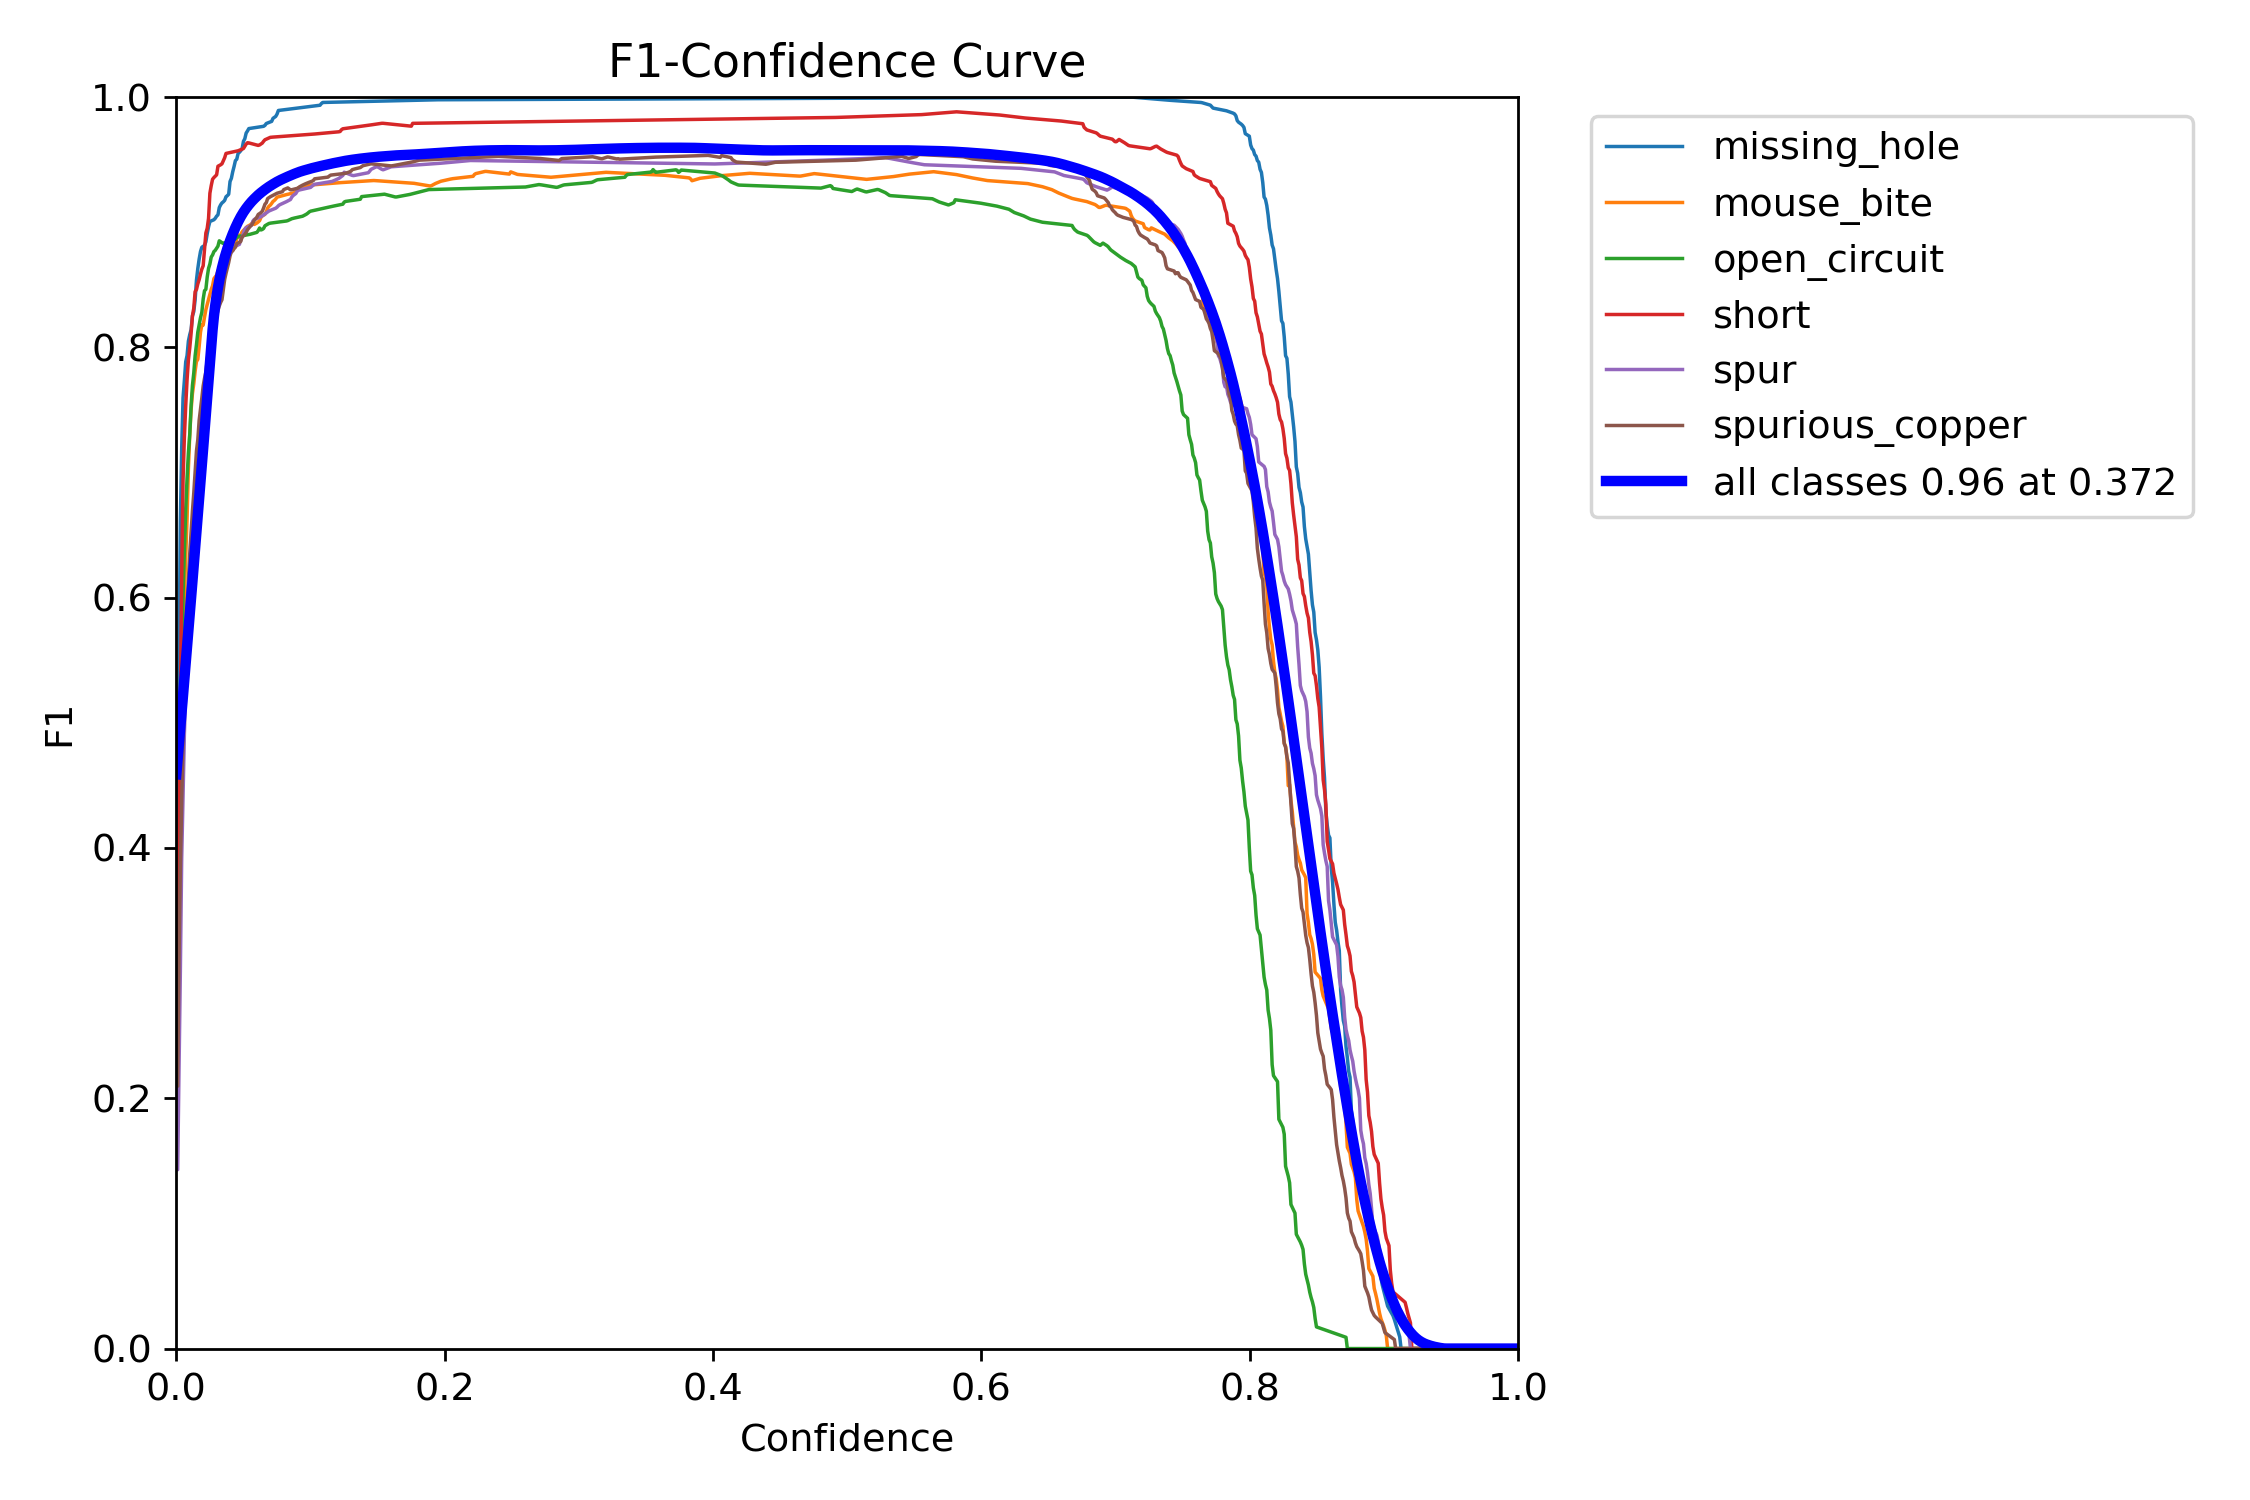 F1-Confidence Curve
1.0
0.8
0.6
0.4
0.2
0.0
F1
0.0 0.2 0.4 0.6 0.8 1.0
Confidence
missing_hole
mouse_bite
open_circuit
short
spur
spurious_copper
all classes 0.96 at 0.372